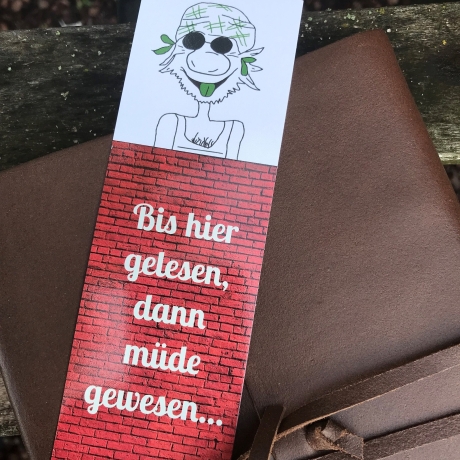 Bis hier
gelesen,
dann
müde
gewesen...